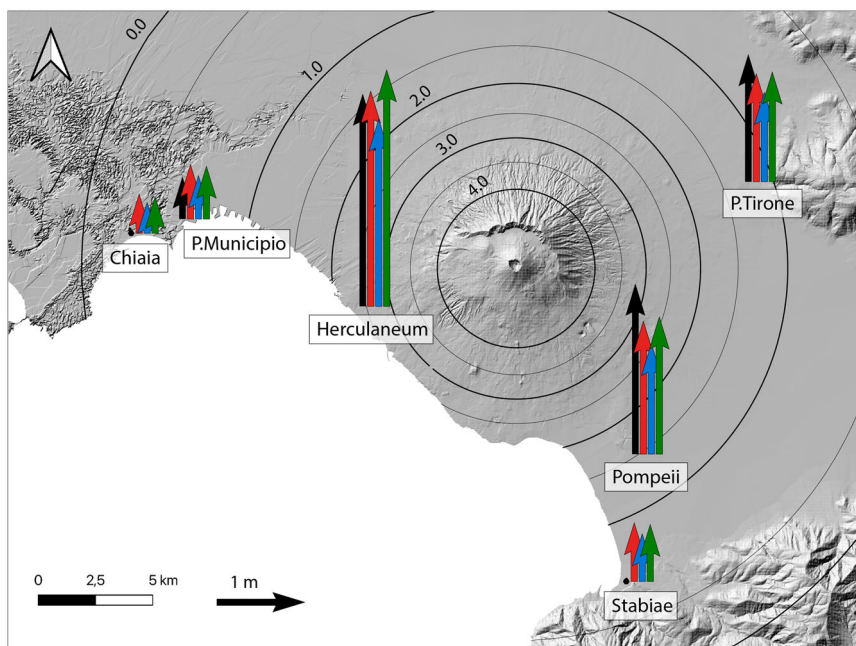 0.0
1.0
2.0
3.0
4,0
P.Tirone
P.Municipio
Chiaia
Herculaneum
Pompeii
Stabiae
0 2,5 5 km
1 m